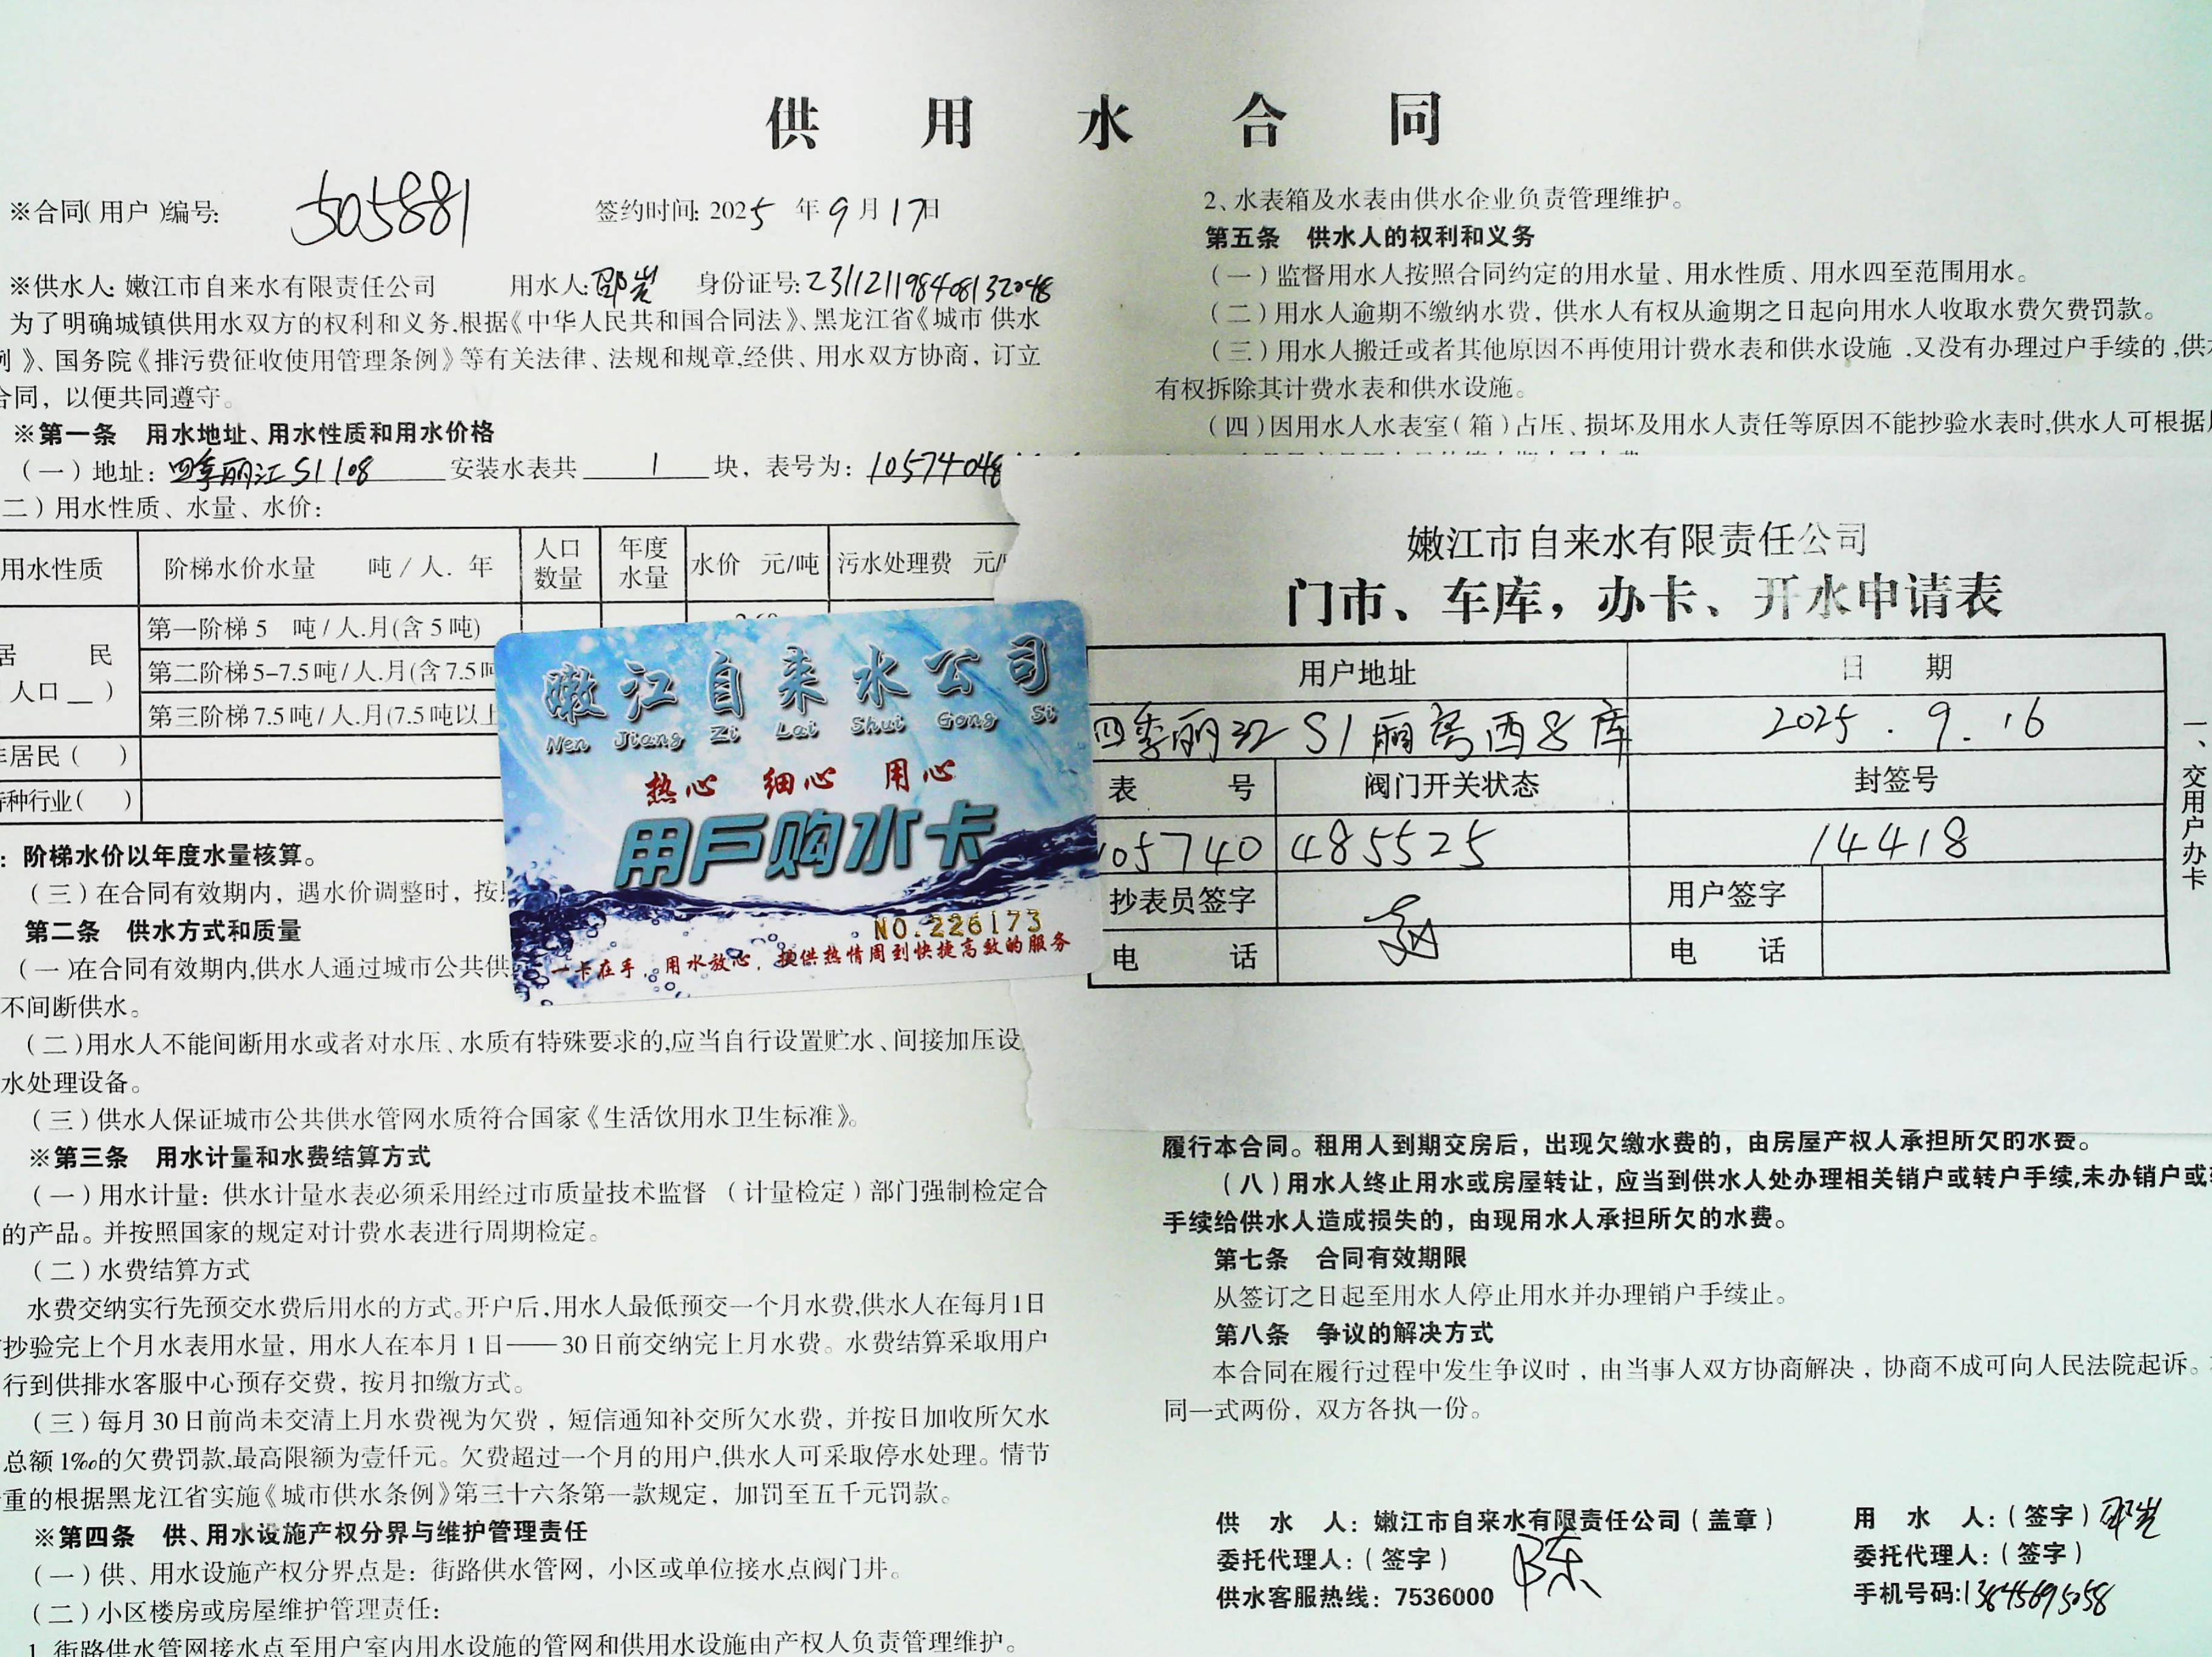 供 用 水 合 同
※合同(用户)编号: 505881 签约时间: 2025 年 9 月 17日
※供水人: 嫩江市自来水有限责任公司 用水人: 邵岩 身份证号: 231121198408132048
为了明确城镇供用水双方的权利和义务,根据《中华人民共和国合同法》、黑龙江省《城市 供水
例》、国务院《排污费征收使用管理条例》等有关法律、法规和规章,经供、用水双方协商，订立
合同，以便共同遵守。
※第一条 用水地址、用水性质和用水价格
(一)地址: 四季丽江S1108 安装水表共 1 块，表号为: 10574048
二)用水性质、水量、水价:
用水性质 阶梯水价水量 吨/人. 年 人口数量 年度水量 水价 元/吨 污水处理费 元/
居 民
人口 )
第一阶梯 5 吨/人.月(含5吨)
第二阶梯 5-7.5吨/人.月(含7.5吨
第三阶梯 7.5吨/人.月(7.5吨以上
非居民( )
特种行业( )
: 阶梯水价以年度水量核算。
(三)在合同有效期内，遇水价调整时，按
第二条 供水方式和质量
(一)在合同有效期内,供水人通过城市公共供
不间断供水。
(二)用水人不能间断用水或者对水压、水质有特殊要求的,应当自行设置贮水、间接加压设
水处理设备。
(三)供水人保证城市公共供水管网水质符合国家《生活饮用水卫生标准》。
※第三条 用水计量和水费结算方式
(一)用水计量: 供水计量水表必须采用经过市质量技术监督 (计量检定)部门强制检定合
的产品。并按照国家的规定对计费水表进行周期检定。
(二)水费结算方式
水费交纳实行先预交水费后用水的方式。开户后,用水人最低预交一个月水费,供水人在每月1日
抄验完上个月水表用水量，用水人在本月1日——30日前交纳完上月水费。水费结算采取用户
行到供排水客服中心预存交费，按月扣缴方式。
(三)每月30日前尚未交清上月水费视为欠费，短信通知补交所欠水费，并按日加收所欠水
总额1‰的欠费罚款,最高限额为壹仟元。欠费超过一个月的用户,供水人可采取停水处理。情节
重的根据黑龙江省实施《城市供水条例》第三十六条第一款规定，加罚至五千元罚款。
※第四条 供、用水设施产权分界与维护管理责任
(一)供、用水设施产权分界点是: 街路供水管网，小区或单位接水点阀门井。
(二)小区楼房或房屋维护管理责任:
1、街路供水管网接水点至用户室内用水设施的管网和供用水设施由产权人负责管理维护。
2、水表箱及水表由供水企业负责管理维护。
第五条 供水人的权利和义务
(一)监督用水人按照合同约定的用水量、用水性质、用水四至范围用水。
(二)用水人逾期不缴纳水费，供水人有权从逾期之日起向用水人收取水费欠费罚款。
(三)用水人搬迁或者其他原因不再使用计费水表和供水设施,又没有办理过户手续的,供
有权拆除其计费水表和供水设施。
(四)因用水人水表室(箱)占压、损坏及用水人责任等原因不能抄验水表时,供水人可根据
嫩江市自来水有限责任公司
门市、车库，办卡、开水申请表
用户地址 日 期
四季丽江 S1 丽 西8库 2025 . 9 . 16
表 号 阀门开关状态 封签号
105740 485525 14418
抄表员签字 用户签字
电 话 电 话
一、交用户办卡
嫩江自来水公司
Nen Jiang Zi Lai Shui Gong Si
热心 细心 用心
用户购水卡
NO.226173
一卡在手，用水放心，提供热情周到快捷高效的服务
履行本合同。租用人到期交房后，出现欠缴水费的，由房屋产权人承担所欠的水费。
(八)用水人终止用水或房屋转让，应当到供水人处办理相关销户或转户手续,未办销户或
手续给供水人造成损失的，由现用水人承担所欠的水费。
第七条 合同有效期限
从签订之日起至用水人停止用水并办理销户手续止。
第八条 争议的解决方式
本合同在履行过程中发生争议时，由当事人双方协商解决，协商不成可向人民法院起诉。
同一式两份，双方各执一份。
供 水 人: 嫩江市自来水有限责任公司(盖章) 用 水 人: (签字) 邵岩
委托代理人: (签字) 陈 委托代理人: (签字)
供水客服热线: 7536000 手机号码: 13845695058